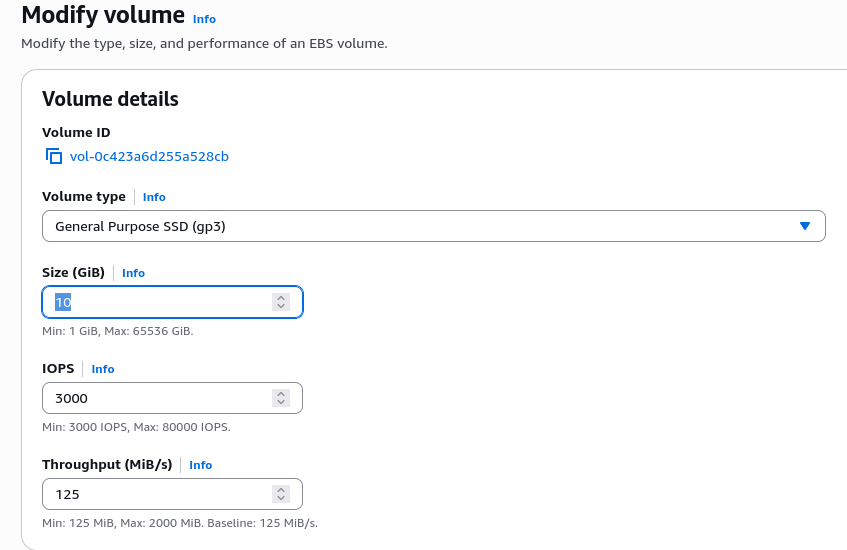 Modify volume Info
Modify the type, size, and performance of an EBS volume.
Volume details
Volume ID
vol-0c423a6d255a528cb
Volume type Info
General Purpose SSD (gp3)
Size (GiB) Info
10
Min: 1 GiB, Max: 65536 GiB.
IOPS Info
3000
Min: 3000 IOPS, Max: 80000 IOPS.
Throughput (MiB/s) Info
125
Min: 125 MiB, Max: 2000 MiB. Baseline: 125 MiB/s.